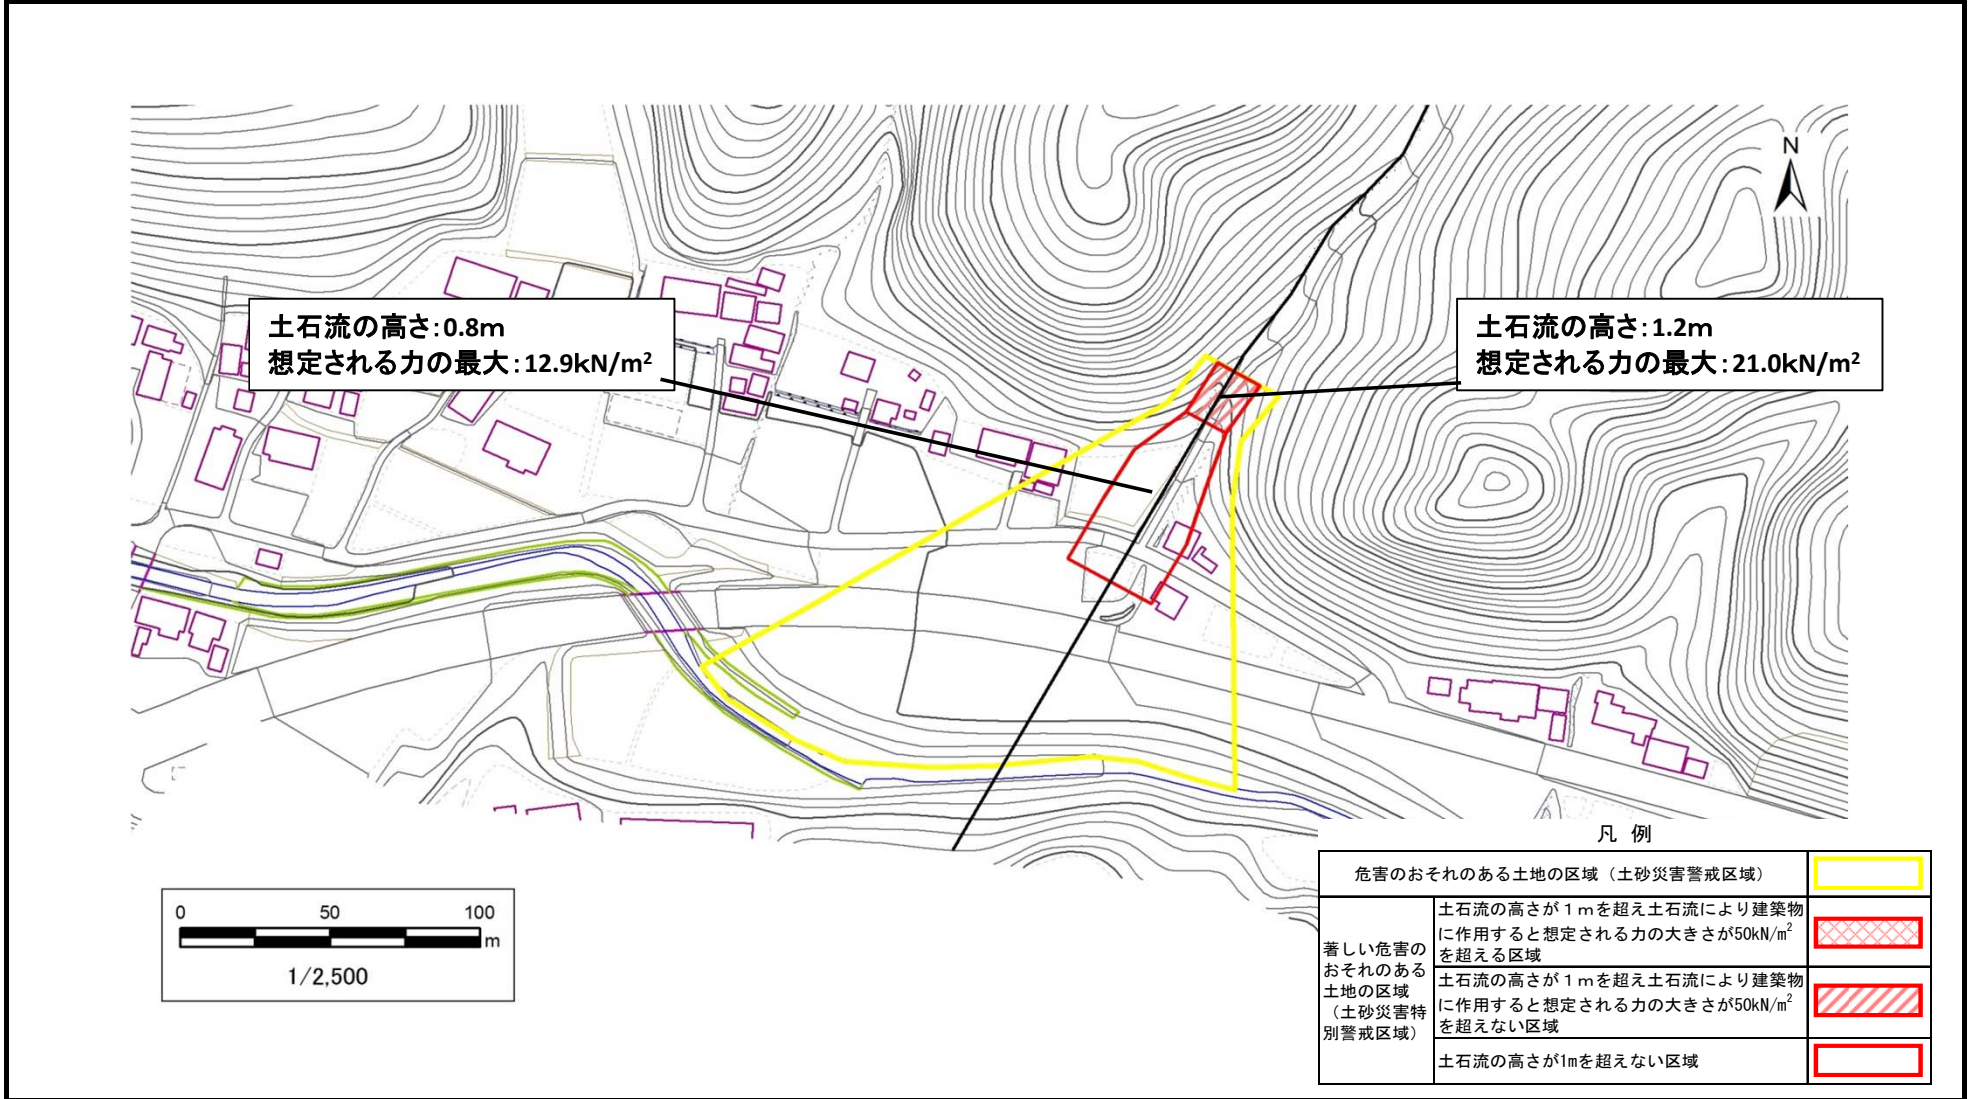 N
土石流の高さ:0.8m
想定される力の最大:12.9kN/m²
土石流の高さ:1.2m
想定される力の最大:21.0kN/m²
0 50 100
m
1/2,500
凡 例
危害のおそれのある土地の区域（土砂災害警戒区域）
著しい危害の
おそれのある
土地の区域
（土砂災害特
別警戒区域）
土石流の高さが１ｍを超え土石流により建築物
に作用すると想定される力の大きさが50kN/m²
を超える区域
土石流の高さが１ｍを超え土石流により建築物
に作用すると想定される力の大きさが50kN/m²
を超えない区域
土石流の高さが1mを超えない区域